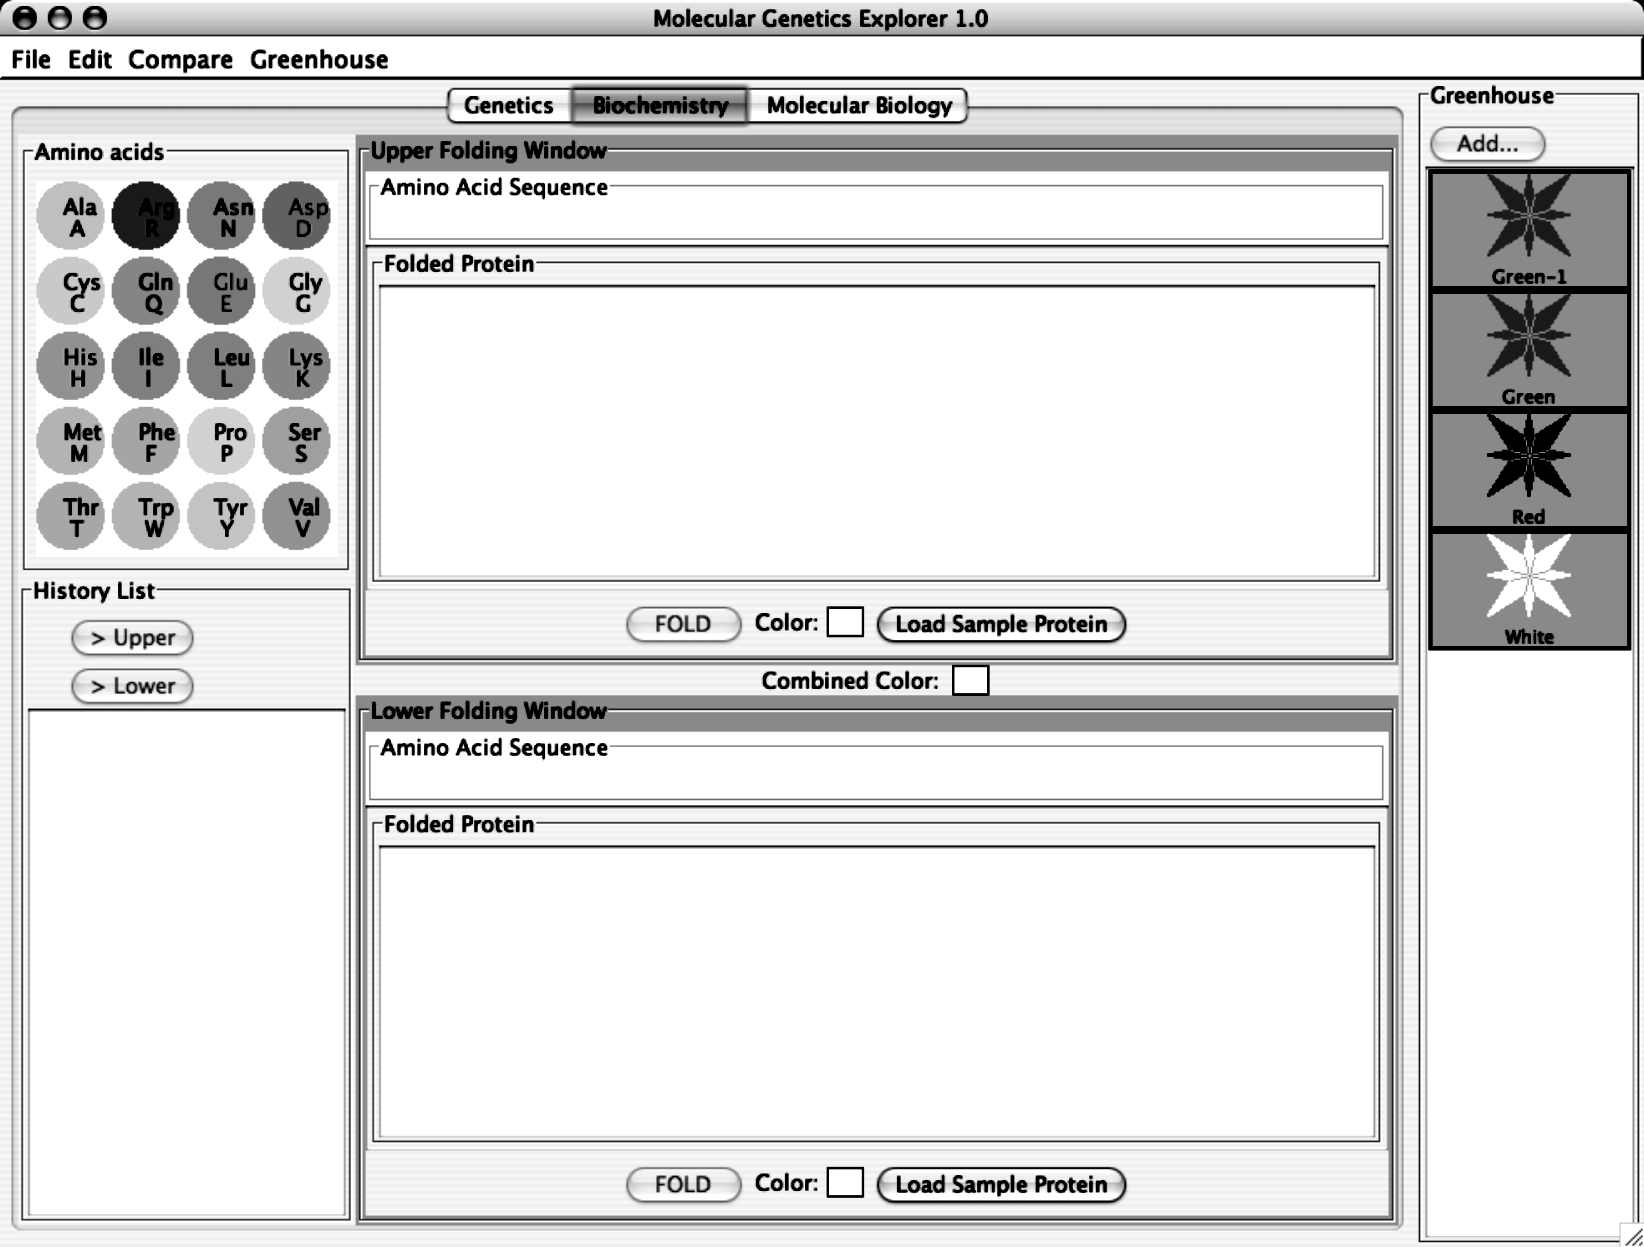 Molecular Genetics Explorer 1.0
File Edit Compare Greenhouse
Genetics Biochemistry Molecular Biology
Amino acids
Ala Arg Asn Asp
A R N D
Cys Gln Glu Gly
C Q E G
His Ile Leu Lys
H I L K
Met Phe Pro Ser
M F P S
Thr Trp Tyr Val
T W Y V
History List
> Upper
> Lower
Upper Folding Window
Amino Acid Sequence
Folded Protein
FOLD Color: Load Sample Protein
Combined Color:
Lower Folding Window
Amino Acid Sequence
Folded Protein
FOLD Color: Load Sample Protein
Greenhouse
Add...
Green-1
Green
Red
White